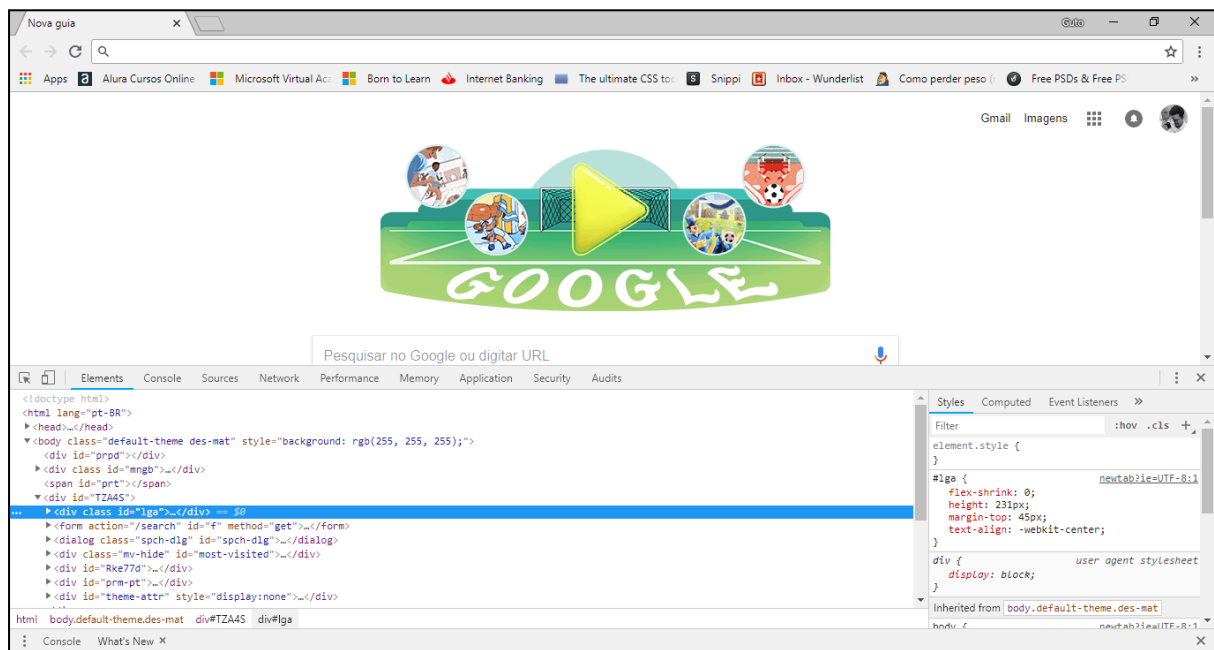 Nova guia
Guto
Apps Alura Cursos Online Microsoft Virtual Ac Born to Learn Internet Banking The ultimate CSS to Snippi Inbox - Wunderlist Como perder peso ( Free PSDs & Free PS »
Gmail Imagens
GOOGLE
Pesquisar no Google ou digitar URL
Elements Console Sources Network Performance Memory Application Security Audits
<!doctype html>
<html lang="pt-BR">
<head>…</head>
<body class="default-theme des-mat" style="background: rgb(255, 255, 255);">
<div id="prpd"></div>
<div class id="mngb">…</div>
<span id="prt"></span>
<div id="TZA4S">
... <div class id="lga">…</div> == $0
<form action="/search" id="f" method="get">…</form>
<dialog class="spch-dlg" id="spch-dlg">…</dialog>
<div class="mv-hide" id="most-visited">…</div>
<div id="Rke77d">…</div>
<div id="prm-pt">…</div>
<div id="theme-attr" style="display:none">…</div>
html body.default-theme.des-mat div#TZA4S div#lga
Styles Computed Event Listeners »
Filter :hov .cls +
element.style {
}
#lga { newtab?ie=UTF-8:1
flex-shrink: 0;
height: 231px;
margin-top: 45px;
text-align: -webkit-center;
}
div { user agent stylesheet
display: block;
}
Inherited from body.default-theme.des-mat
body { newtab?ie=UTF-8:1
Console What's New ×